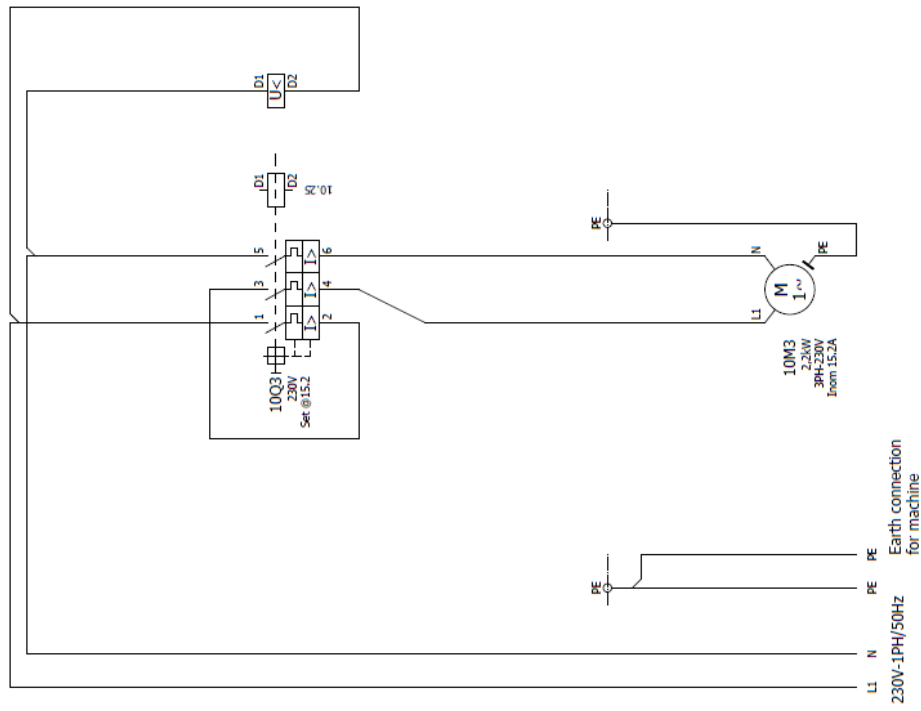 1
3
5
D1
D1
10Q3
230V
Set @15.2
U<
D2
D2
I>
I>
I>
2
4
6
10.25
PE
PE
L1
N
M
1~
PE
10M3
2.2kW
3PH-230V
Inom 15.2A
L1
N
PE
PE
230V-1PH/50Hz
Earth connection
for machine